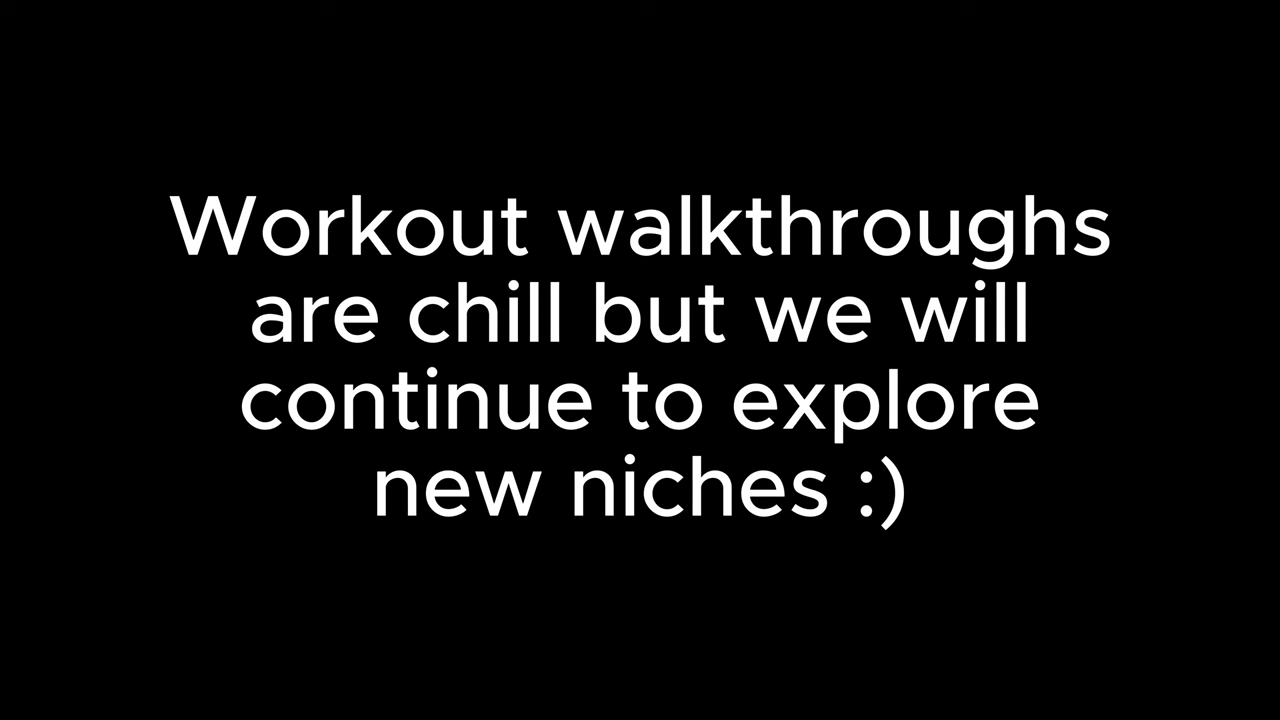 Workout walkthroughs
are chill but we will
continue to explore
new niches :)